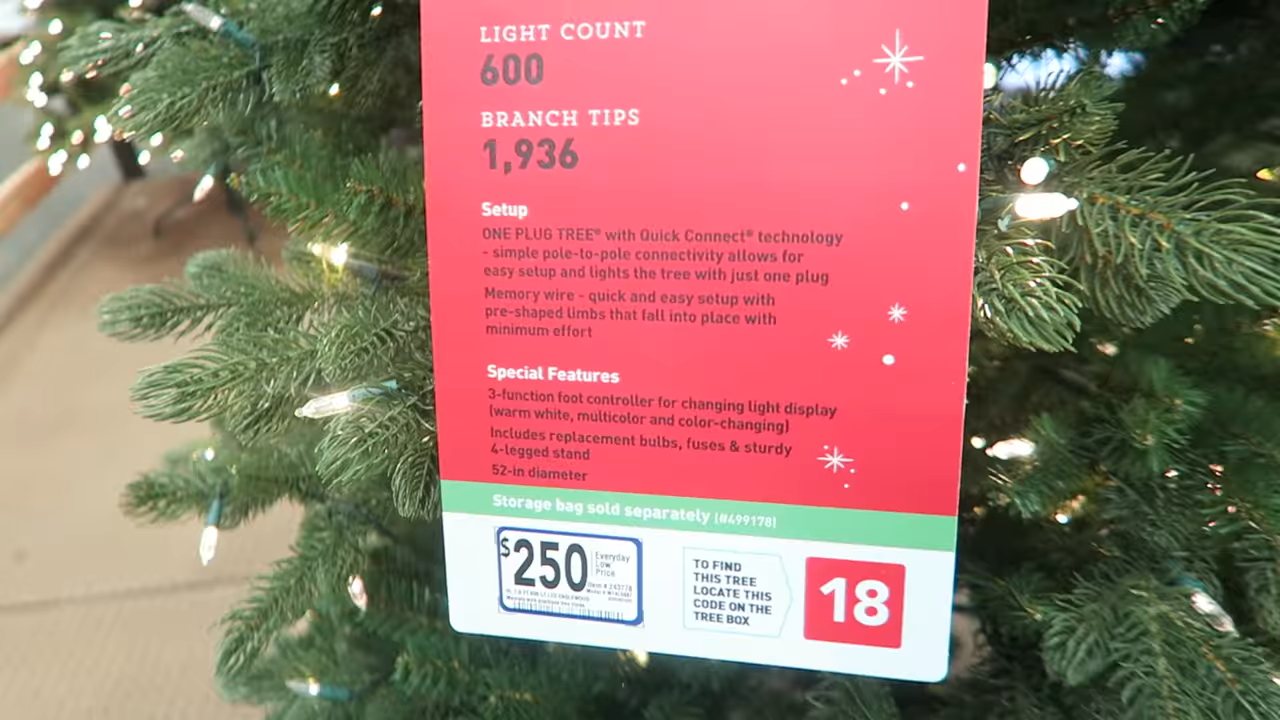 LIGHT COUNT
600
BRANCH TIPS
1,936
Setup
ONE PLUG TREE® with Quick Connect® technology
- simple pole-to-pole connectivity allows for
easy setup and lights the tree with just one plug
Memory wire - quick and easy setup with
pre-shaped limbs that fall into place with
minimum effort
Special Features
3-function foot controller for changing light display
(warm white, multicolor and color-changing)
Includes replacement bulbs, fuses & sturdy
4-legged stand
52-in diameter
Storage bag sold separately (#499178)
$250
Everyday
Low
Price
TO FIND
THIS TREE
LOCATE THIS
CODE ON THE
TREE BOX
18